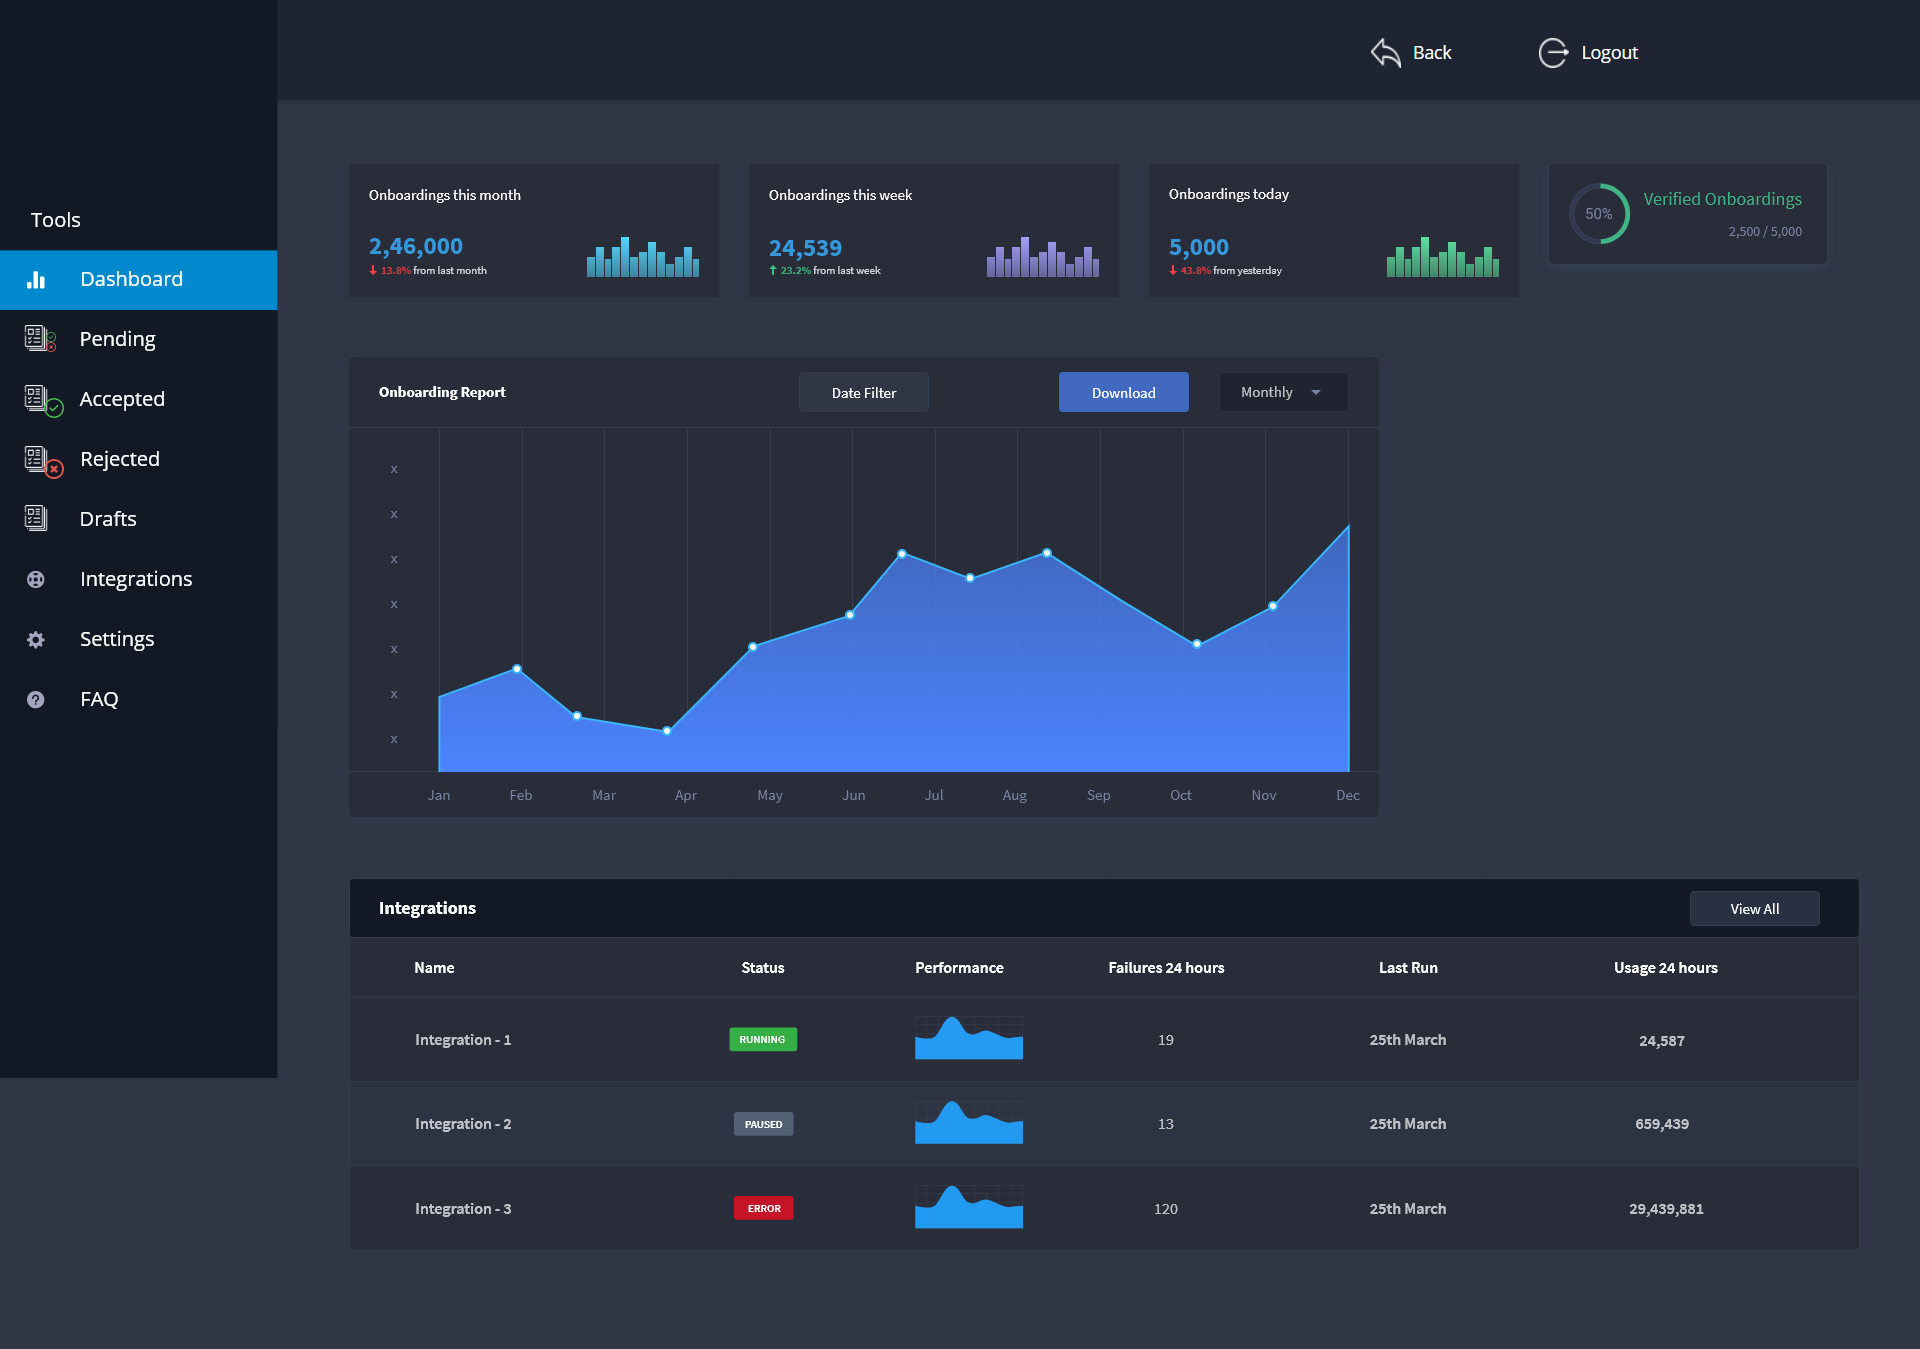 Back
Logout
Tools
Dashboard
Pending
Accepted
Rejected
Drafts
Integrations
Settings
FAQ
Onboardings this month
2,46,000
13.8% from last month
Onboardings this week
24,539
23.2% from last week
Onboardings today
5,000
43.8% from yesterday
50%
Verified Onboardings
2,500 / 5,000
Onboarding Report
Date Filter
Download
Monthly
x
x
x
x
x
x
x
Jan Feb Mar Apr May Jun Jul Aug Sep Oct Nov Dec
Integrations
View All
Name Status Performance Failures 24 hours Last Run Usage 24 hours
Integration - 1 RUNNING 19 25th March 24,587
Integration - 2 PAUSED 13 25th March 659,439
Integration - 3 ERROR 120 25th March 29,439,881